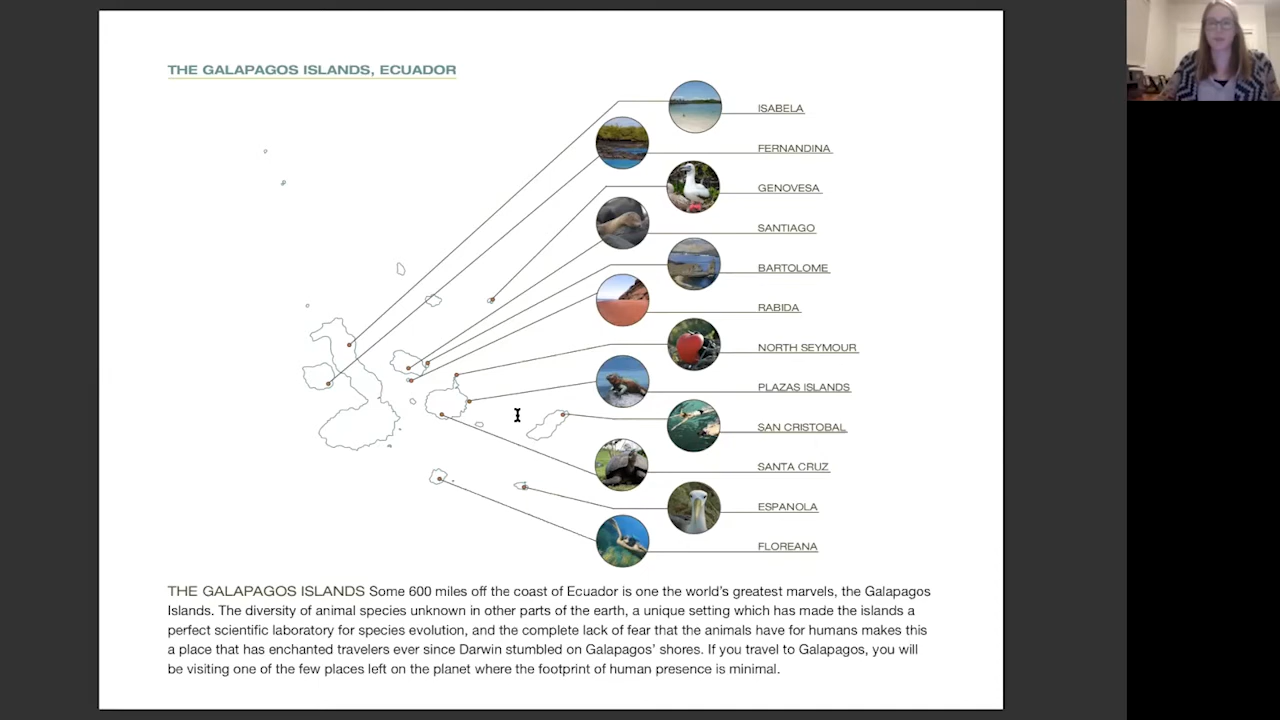 THE GALAPAGOS ISLANDS, ECUADOR
ISABELA
FERNANDINA
GENOVESA
SANTIAGO
BARTOLOME
RABIDA
NORTH SEYMOUR
PLAZAS ISLANDS
SAN CRISTOBAL
SANTA CRUZ
ESPANOLA
FLOREANA
THE GALAPAGOS ISLANDS Some 600 miles off the coast of Ecuador is one the world's greatest marvels, the Galapagos
Islands. The diversity of animal species unknown in other parts of the earth, a unique setting which has made the islands a
perfect scientific laboratory for species evolution, and the complete lack of fear that the animals have for humans makes this
a place that has enchanted travelers ever since Darwin stumbled on Galapagos' shores. If you travel to Galapagos, you will
be visiting one of the few places left on the planet where the footprint of human presence is minimal.